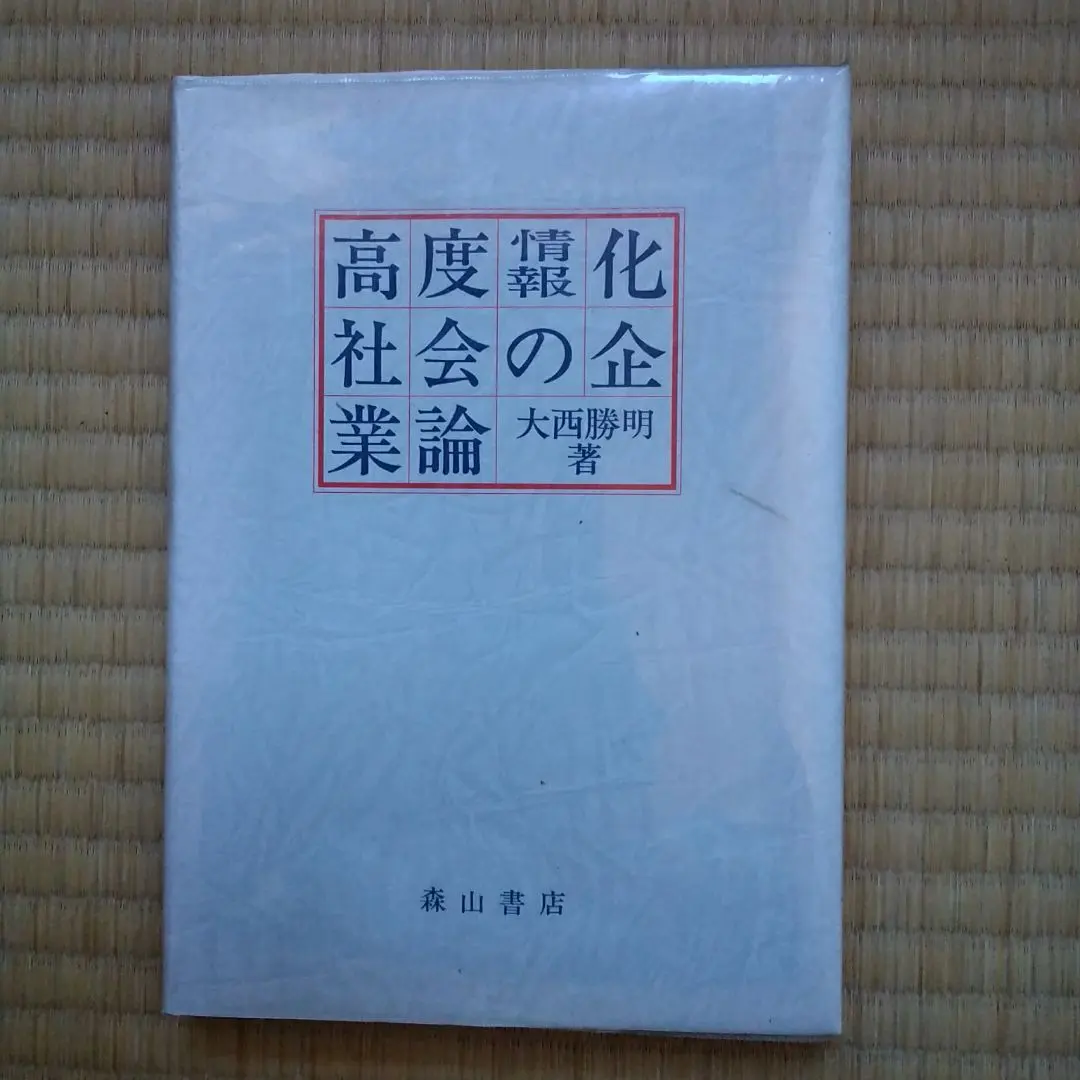 高度情報化
社会の企
業論
大西勝明
著
森山書店